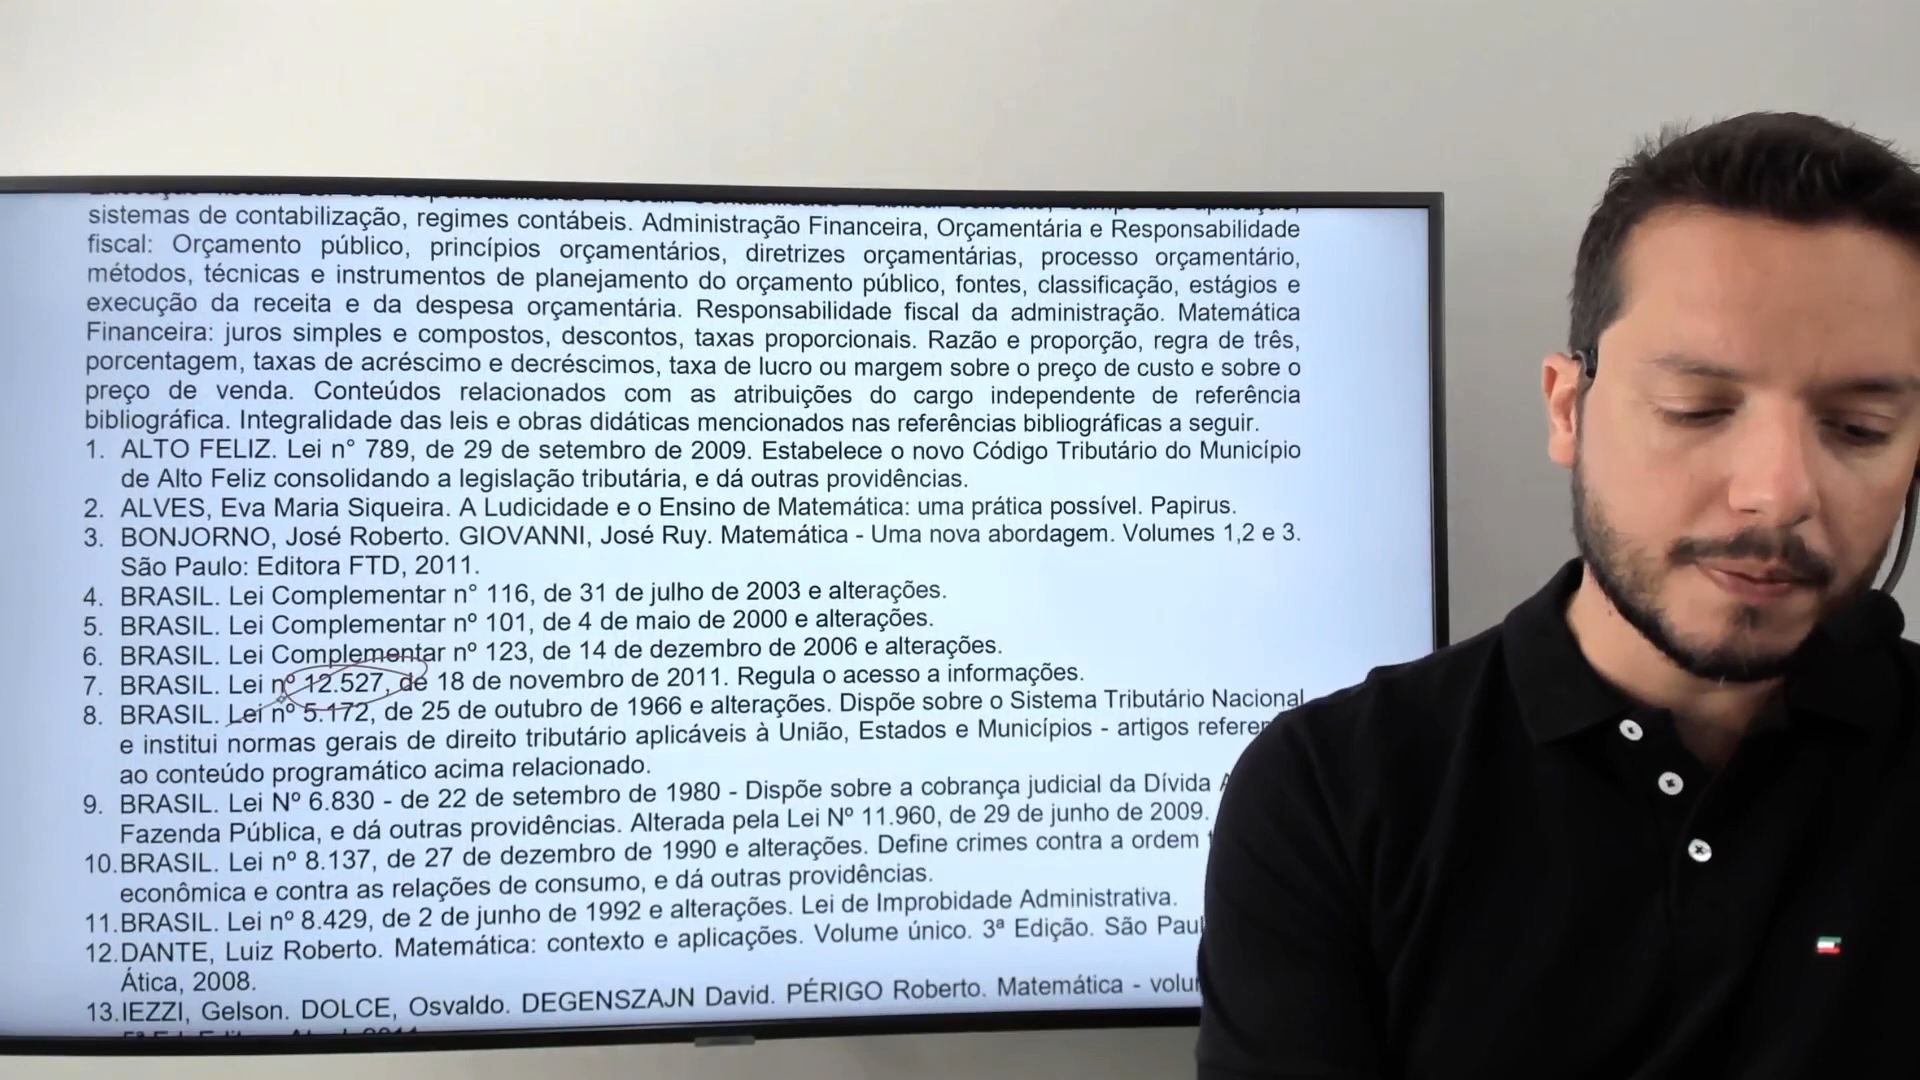 sistemas de contabilização, regimes contábeis. Administração Financeira, Orçamentária e Responsabilidade
fiscal: Orçamento público, princípios orçamentários, diretrizes orçamentárias, processo orçamentário,
métodos, técnicas e instrumentos de planejamento do orçamento público, fontes, classificação, estágios e
execução da receita e da despesa orçamentária. Responsabilidade fiscal da administração. Matemática
Financeira: juros simples e compostos, descontos, taxas proporcionais. Razão e proporção, regra de três,
porcentagem, taxas de acréscimo e decréscimos, taxa de lucro ou margem sobre o preço de custo e sobre o
preço de venda. Conteúdos relacionados com as atribuições do cargo independente de referência
bibliográfica. Integralidade das leis e obras didáticas mencionados nas referências bibliográficas a seguir.
1. ALTO FELIZ. Lei n° 789, de 29 de setembro de 2009. Estabelece o novo Código Tributário do Município
de Alto Feliz consolidando a legislação tributária, e dá outras providências.
2. ALVES, Eva Maria Siqueira. A Ludicidade e o Ensino de Matemática: uma prática possível. Papirus.
3. BONJORNO, José Roberto. GIOVANNI, José Ruy. Matemática - Uma nova abordagem. Volumes 1,2 e 3.
São Paulo: Editora FTD, 2011.
4. BRASIL. Lei Complementar n° 116, de 31 de julho de 2003 e alterações.
5. BRASIL. Lei Complementar nº 101, de 4 de maio de 2000 e alterações.
6. BRASIL. Lei Complementar nº 123, de 14 de dezembro de 2006 e alterações.
7. BRASIL. Lei nº 12.527, de 18 de novembro de 2011. Regula o acesso a informações.
8. BRASIL. Lei nº 5.172, de 25 de outubro de 1966 e alterações. Dispõe sobre o Sistema Tributário Nacional
e institui normas gerais de direito tributário aplicáveis à União, Estados e Municípios - artigos
ao conteúdo programático acima relacionado.
9. BRASIL. Lei Nº 6.830 - de 22 de setembro de 1980 - Dispõe sobre a cobrança judicial da Dívida
Fazenda Pública, e dá outras providências. Alterada pela Lei Nº 11.960, de 29 de junho de 2009.
10. BRASIL. Lei nº 8.137, de 27 de dezembro de 1990 e alterações. Define crimes contra a ordem
econômica e contra as relações de consumo, e dá outras providências.
11. BRASIL. Lei nº 8.429, de 2 de junho de 1992 e alterações. Lei de Improbidade Administrativa.
12. DANTE, Luiz Roberto. Matemática: contexto e aplicações. Volume único. 3ª Edição. São
Ática, 2008.
13. IEZZI, Gelson. DOLCE, Osvaldo. DEGENSZAJN David. PÉRIGO Roberto. Matemática -